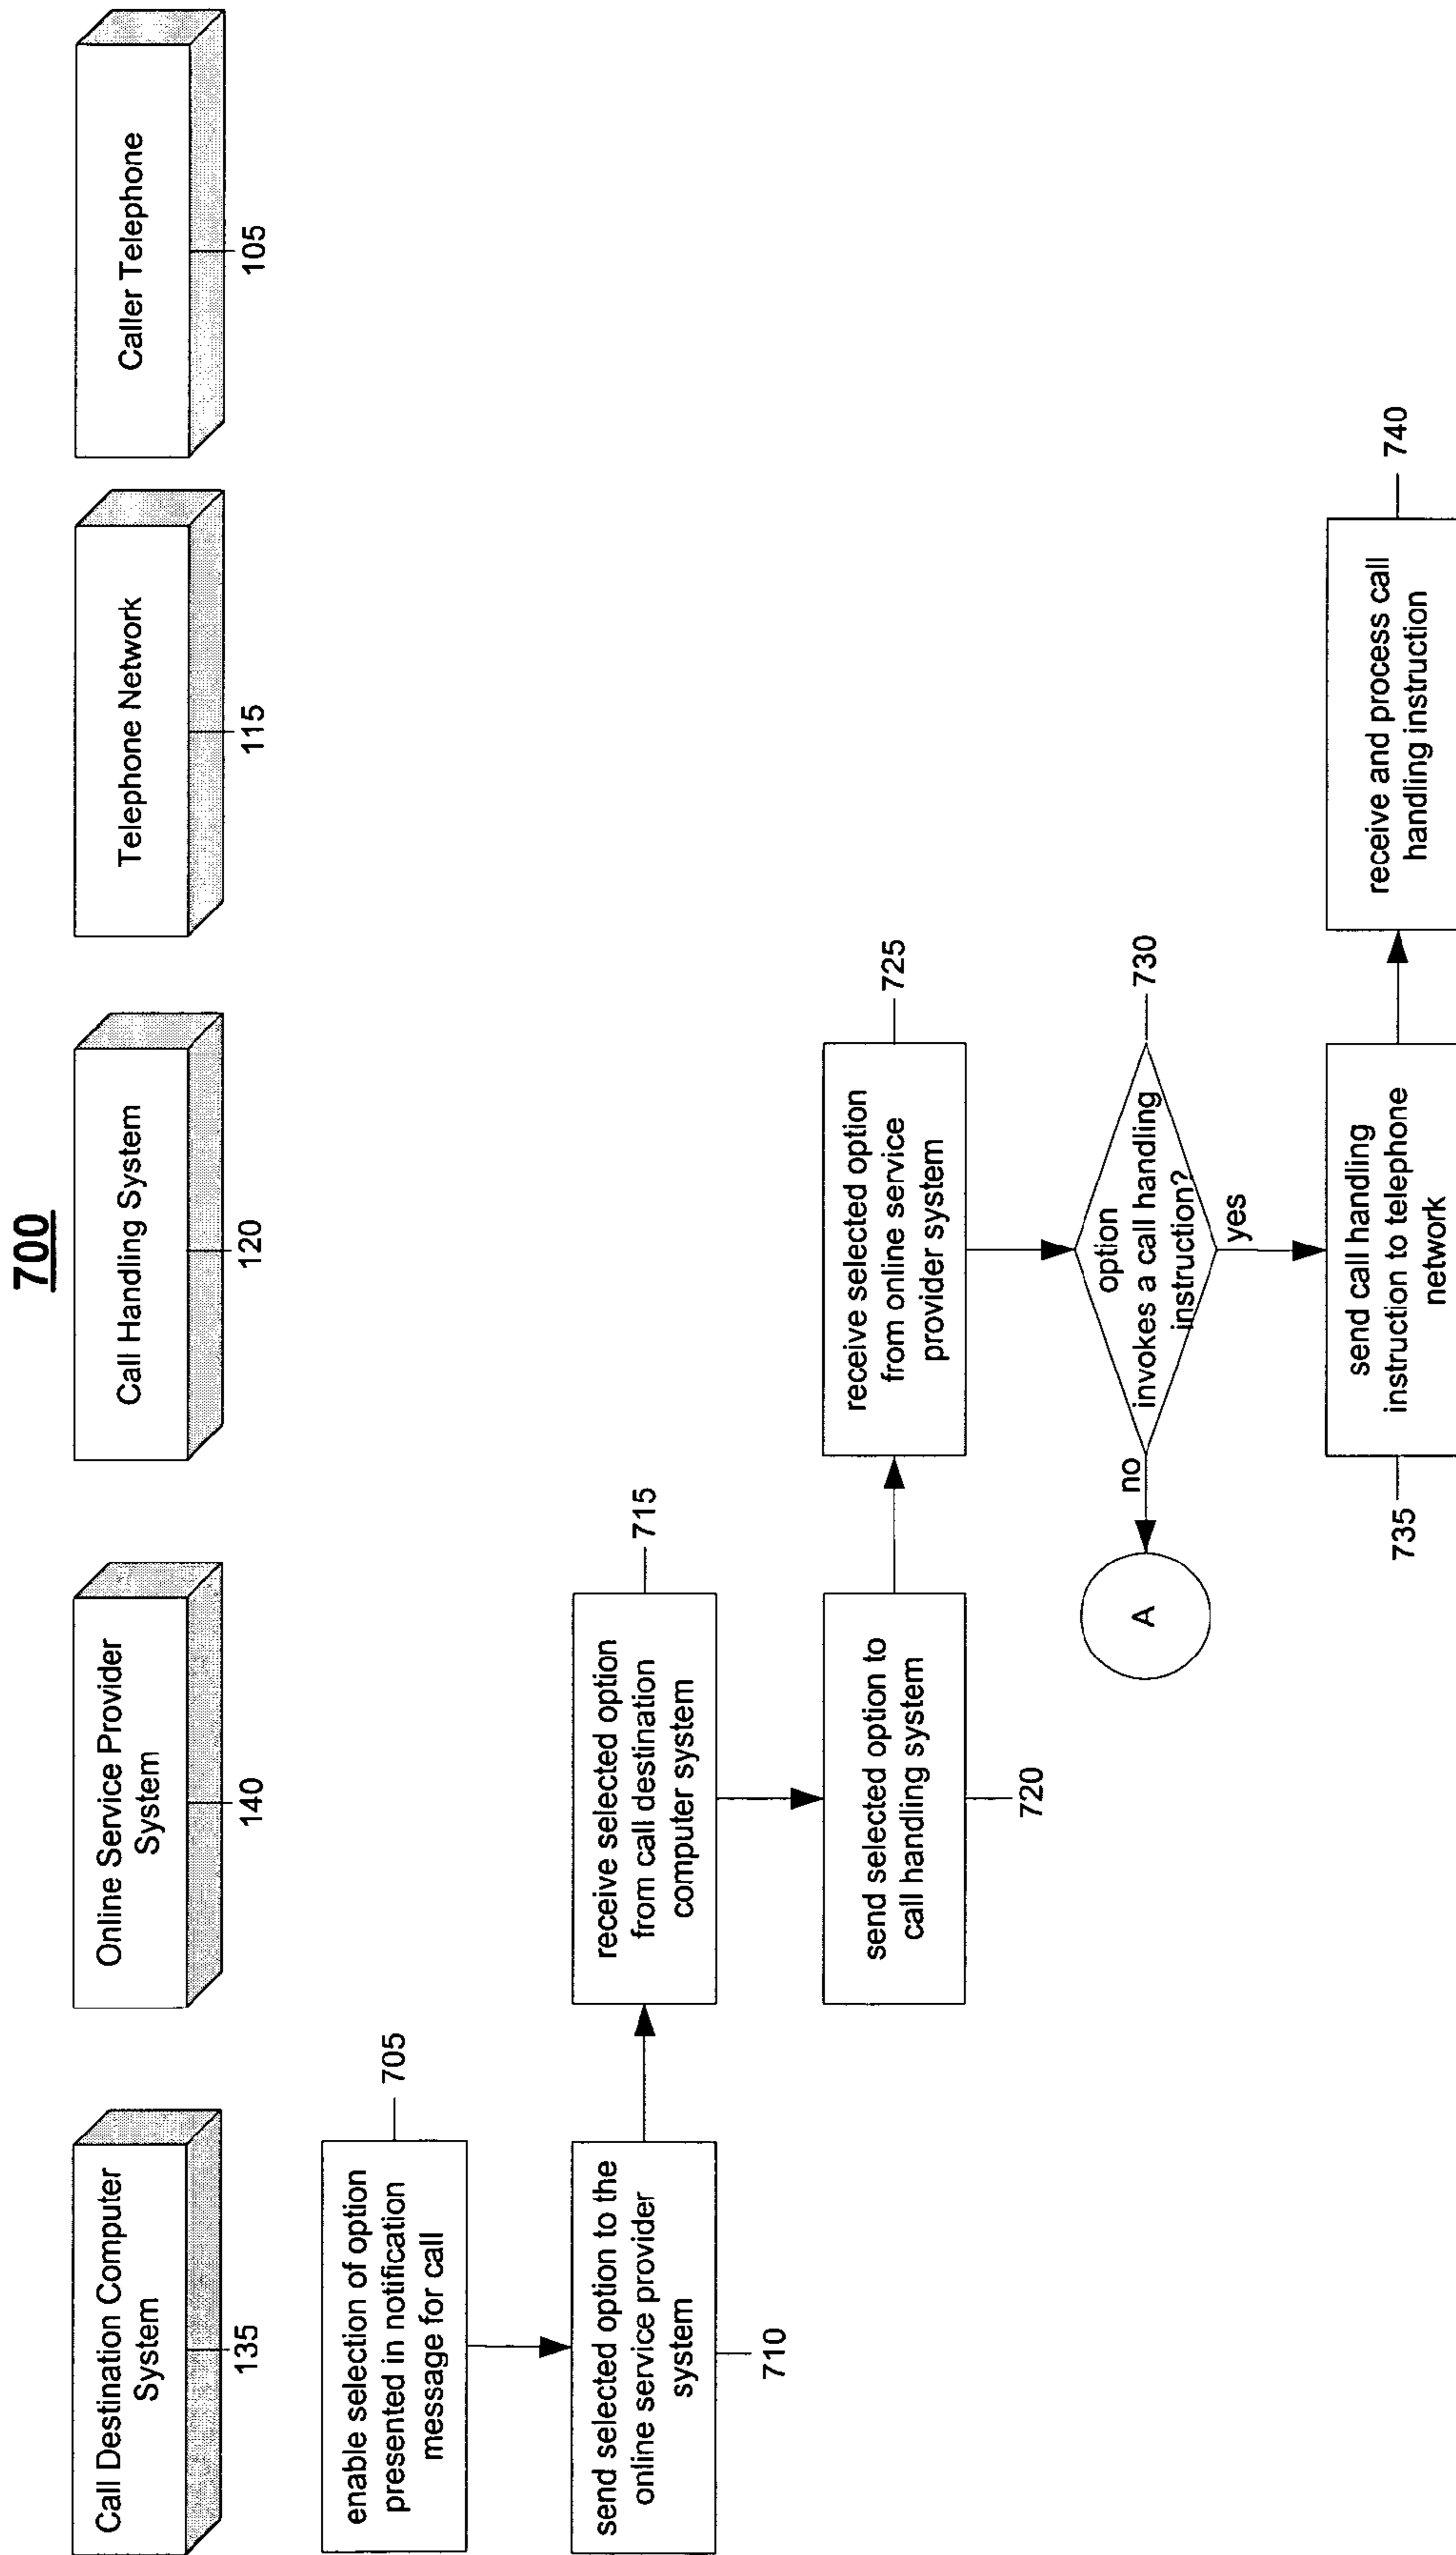 700
Call Destination Computer
System
135
Online Service Provider
System
140
Call Handling System
120
Telephone Network
115
Caller Telephone
105
enable selection of option
presented in notification
message for call
705
send selected option to the
online service provider
system
710
receive selected option
from call destination
computer system
715
send selected option to
call handling system
720
receive selected option
from online service
provider system
725
option
invokes a call handling
instruction?
730
no
A
yes
send call handling
instruction to telephone
network
735
receive and process call
handling instruction
740